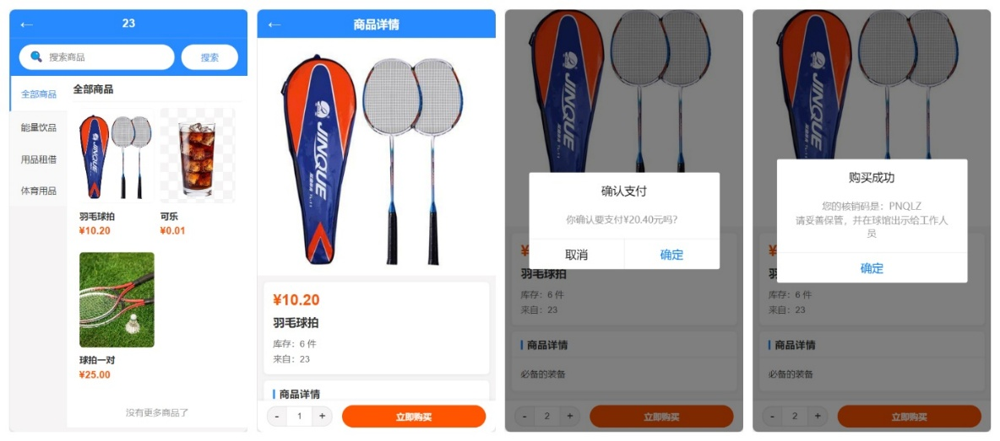 ←
23
搜索商品
搜索
全部商品
能量饮品
用品租借
体育用品
全部商品
JINQUE
羽毛球拍
¥10.20
可乐
¥0.01
球拍一对
¥25.00
没有更多商品了
←
商品详情
JINQUE
¥10.20
羽毛球拍
库存：6 件
来自：23
商品详情
-
1
+
立即购买
JINQUE
确认支付
你确认要支付¥20.40元吗?
取消
确定
¥
羽毛球拍
库存：6 件
来自：23
商品详情
必备的装备
-
2
+
立即购买
JINQUE
购买成功
您的核销码是：PNQLZ
请妥善保管，并在球馆出示给工作人
员
确定
¥
羽
库存：6 件
来自：23
商品详情
必备的装备
-
2
+
立即购买